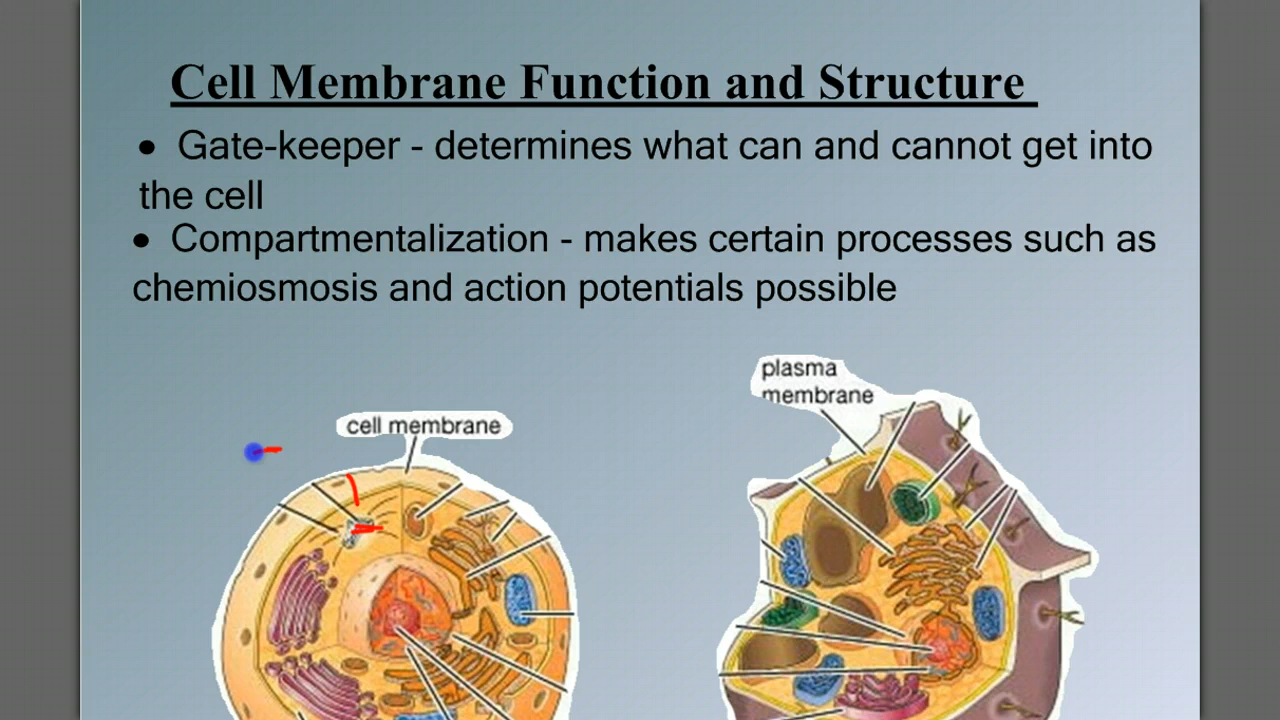 Cell Membrane Function and Structure
• Gate-keeper - determines what can and cannot get into
the cell
• Compartmentalization - makes certain processes such as
chemiosmosis and action potentials possible
plasma
membrane
cell membrane